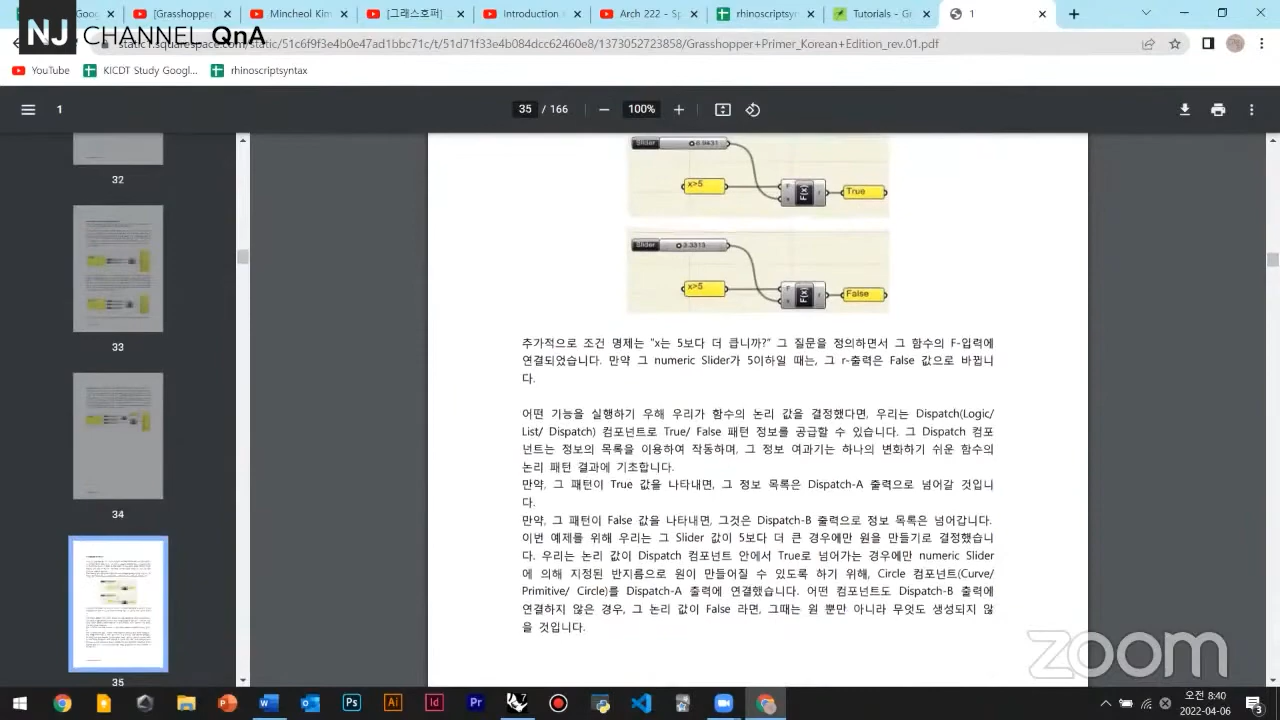 Mincheol Kim
[그래스호퍼]
Introduction
Arch 222 -
rhinoscriptsyntax
Tutorial - Gr
1
NJ CHANNEL QnA
static1.squarespace.com/static/51c6f9f3e4b0e47d41d1bc71c/t/51f33e4b084dcc62460e8/1373052723858/Grasshopper+Primer_Korean+Edition_rev.01.pdf
YouTube
KICDT Study Googl...
rhinoscriptsyntax
1
35 / 166
100%
32
33
34
35
Slider
x>5
F(x)
True
Slider
3.3313
x>5
F(x)
False
추가적으로 조건 명제는 "x는 5보다 더 큽니까?" 그 질문을 정의하면서 그 함수의 F-입력에
연결되었습니다. 만약 그 numeric Slider가 5이하일 때는, 그 r-출력은 False 값으로 바뀝니
다.
어떤 기능을 실행하기 우해 우리가 함수의 논리 값을 결정했다면, 우리는 Dispatch(Logic/
List/ Dispatch) 컴포넌트로 True/ False 패턴 정보를 공급할 수 있습니다. 그 Dispatch 컴포
넌트는 정보의 목록을 이용하여 작동하며, 그 정보 여과기는 하나의 변화하기 쉬운 함수의
논리 패턴 결과에 기초합니다.
만약, 그 패턴이 True 값을 나타내면, 그 정보 목록은 Dispatch-A 출력으로 넘어갈 것입니
다.
만약, 그 패턴이 False 값을 나타내면, 그것은 Dispatch-B 출력으로 정보 목록은 넘어갑니다.
이번 예제를 위해 우리는 그 Slider 값이 5보다 더 큰 경우에만 원을 만들기로 결정했습니
다. 우리는 논리 값이 Dispatch 컴포넌트 안에서 True로 넘어가는 경우에만 numeric Slider
에 의해 지정된 반지름으로 원이 만들어질 수 있도록 하기 위해, Circle 컴포넌트(Curve/
Primitive/ Circle)를 Dispatch-A 출력에 연결했습니다. 어떤 컴포넌트도 Dispatch-B 출력에
연결하지 않은 경우, 그 논리 값이 False 라면, 그때는 원 뿐만 아니라 무엇도 생성되지 않
을 것입니다.
zoom
오전 8:40
2022-04-06